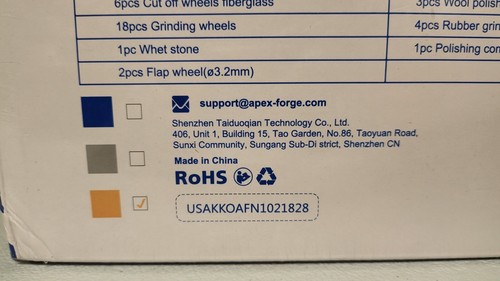 6pcs Cut off wheels fiberglass
3pcs Wool
18pcs Grinding wheels
4pcs Rubber
1pc Whet stone
1pc Polishing
2pcs Flap wheel(ø3.2mm)
support@apex-forge.com
Shenzhen Taiduoqian Technology Co., Ltd.
406, Unit 1, Building 15, Tao Garden, No.86, Taoyuan Road,
Sunxi Community, Sungang Sub-Di strict, Shenzhen CN
Made in China
RoHS
USAKKOAFN1021828